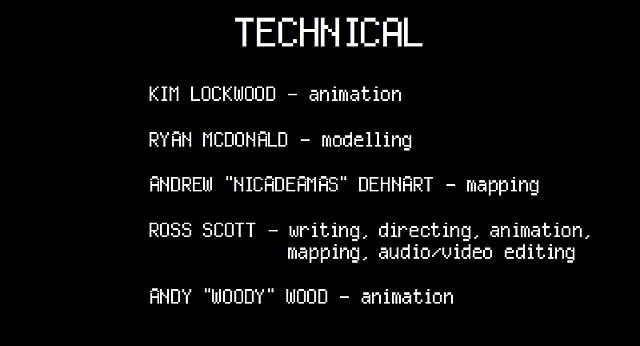 TECHNICAL
KIM LOCKWOOD - animation
RYAN MCDONALD - modelling
ANDREW "NICADEAMAS" DEHNART - mapping
ROSS SCOTT - writing, directing, animation,
mapping, audio/video editing
ANDY "WOODY" WOOD - animation